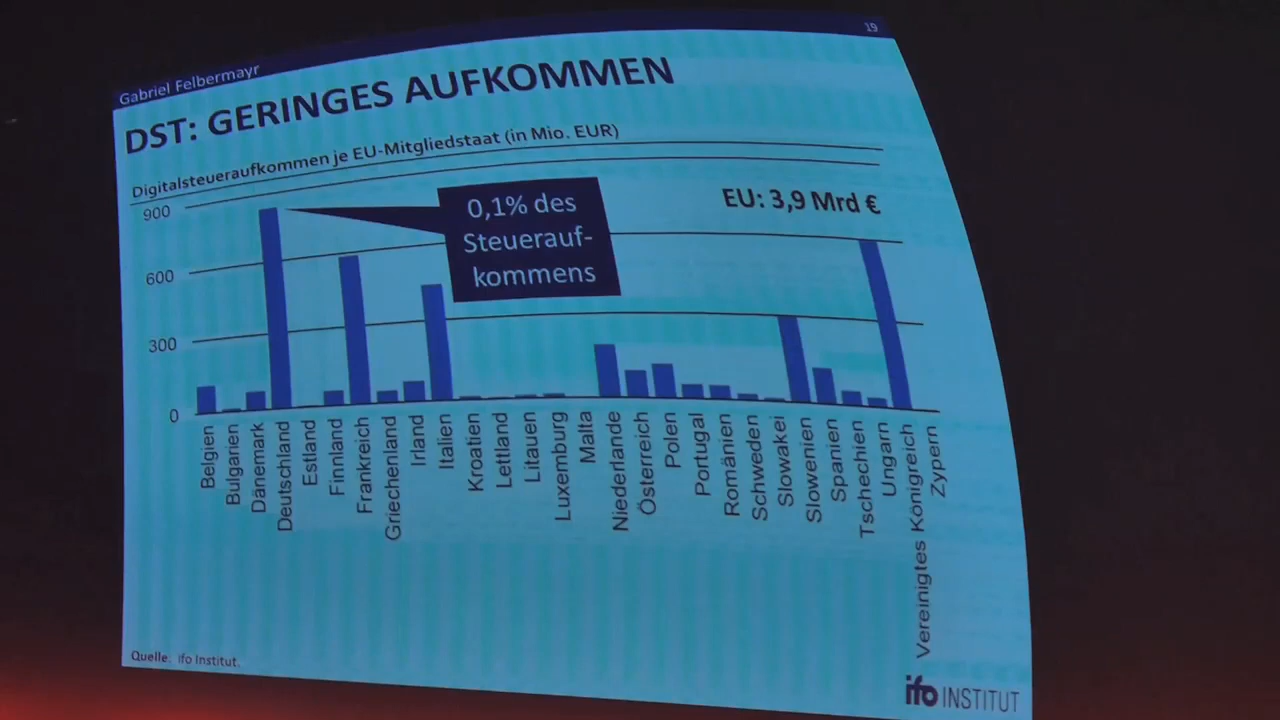 19
Gabriel Felbermayr
DST: GERINGES AUFKOMMEN
Digitalsteueraufkommen je EU-Mitgliedstaat (in Mio. EUR)
900
600
300
0
0,1% des
Steuerauf-
kommens
EU: 3,9 Mrd €
Belgien
Bulgarien
Dänemark
Deutschland
Estland
Finnland
Frankreich
Griechenland
Irland
Italien
Kroatien
Lettland
Litauen
Luxemburg
Malta
Niederlande
Österreich
Polen
Portugal
Romänien
Schweden
Slowakei
Slowenien
Spanien
Tschechien
Ungarn
Vereinigtes Königreich
Zypern
Quelle: ifo Institut.
ifo INSTITUT